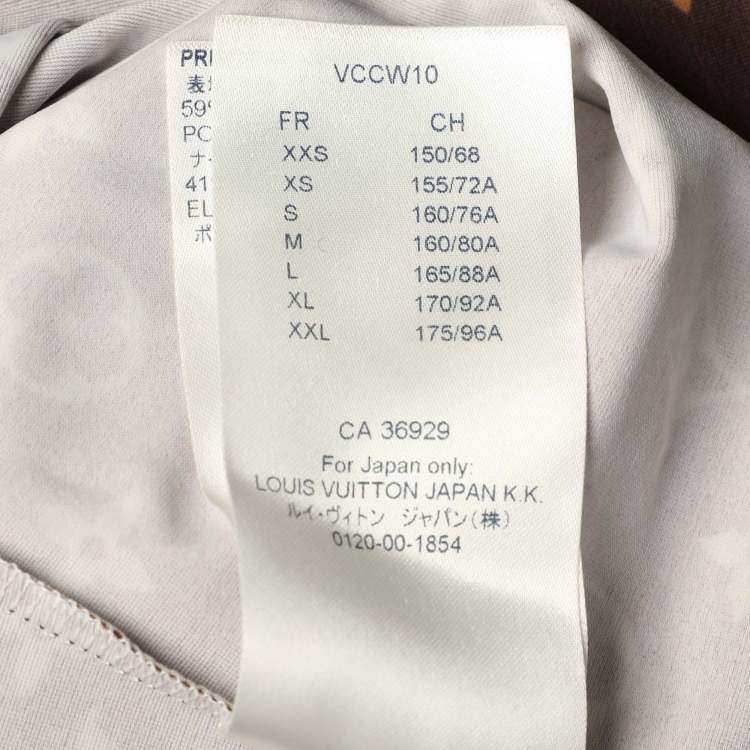 VCCW10
FR CH
XXS 150/68
XS 155/72A
S 160/76A
M 160/80A
L 165/88A
XL 170/92A
XXL 175/96A
CA 36929
For Japan only:
LOUIS VUITTON JAPAN K.K.
ルイ・ヴィトン ジャパン(株)
0120-00-1854
PRI
表
59
PO
ナイ
41
EL
ポ